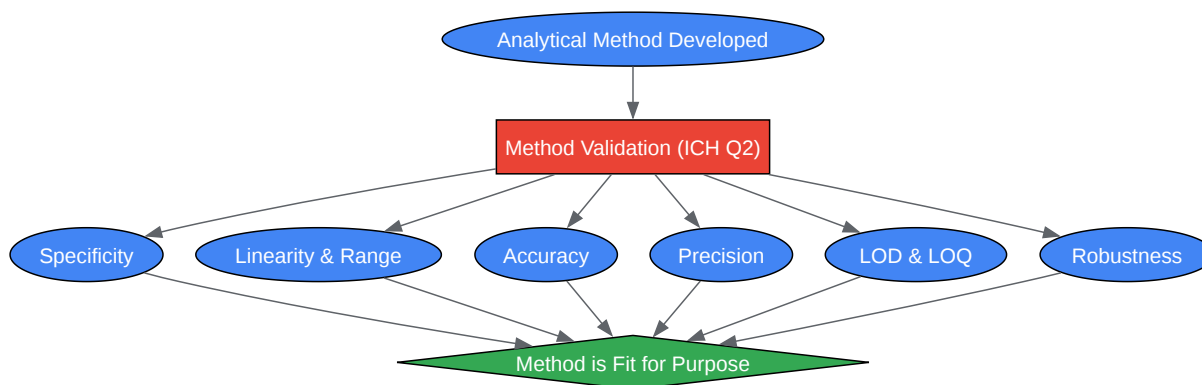 Analytical Method Developed
Method Validation (ICH Q2)
Specificity
Linearity & Range
Accuracy
Precision
LOD & LOQ
Robustness
Method is Fit for Purpose